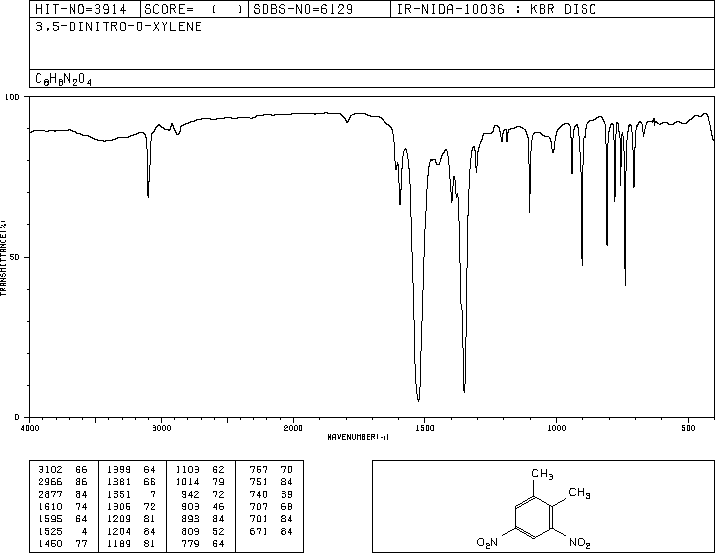 HIT-NO=3914 SCORE= ( ) SDBS-NO=6129 IR-NIDA-10036 : KBR DISC
3,5-DINITRO-O-XYLENE
C8H8N2O4
100
50
0
TRANSMITTANCE(%)
4000 3000 2000 1500 1000 500
WAVENUMBER(-1)
3102 66 1399 64 1103 62 767 70
2966 86 1381 66 1014 79 751 84
2877 84 1351 7 942 72 740 39
1610 74 1306 72 903 46 707 68
1595 64 1209 81 893 84 701 84
1525 4 1204 84 809 52 671 84
1460 77 1189 81 779 64
CH3
CH3
O2N NO2